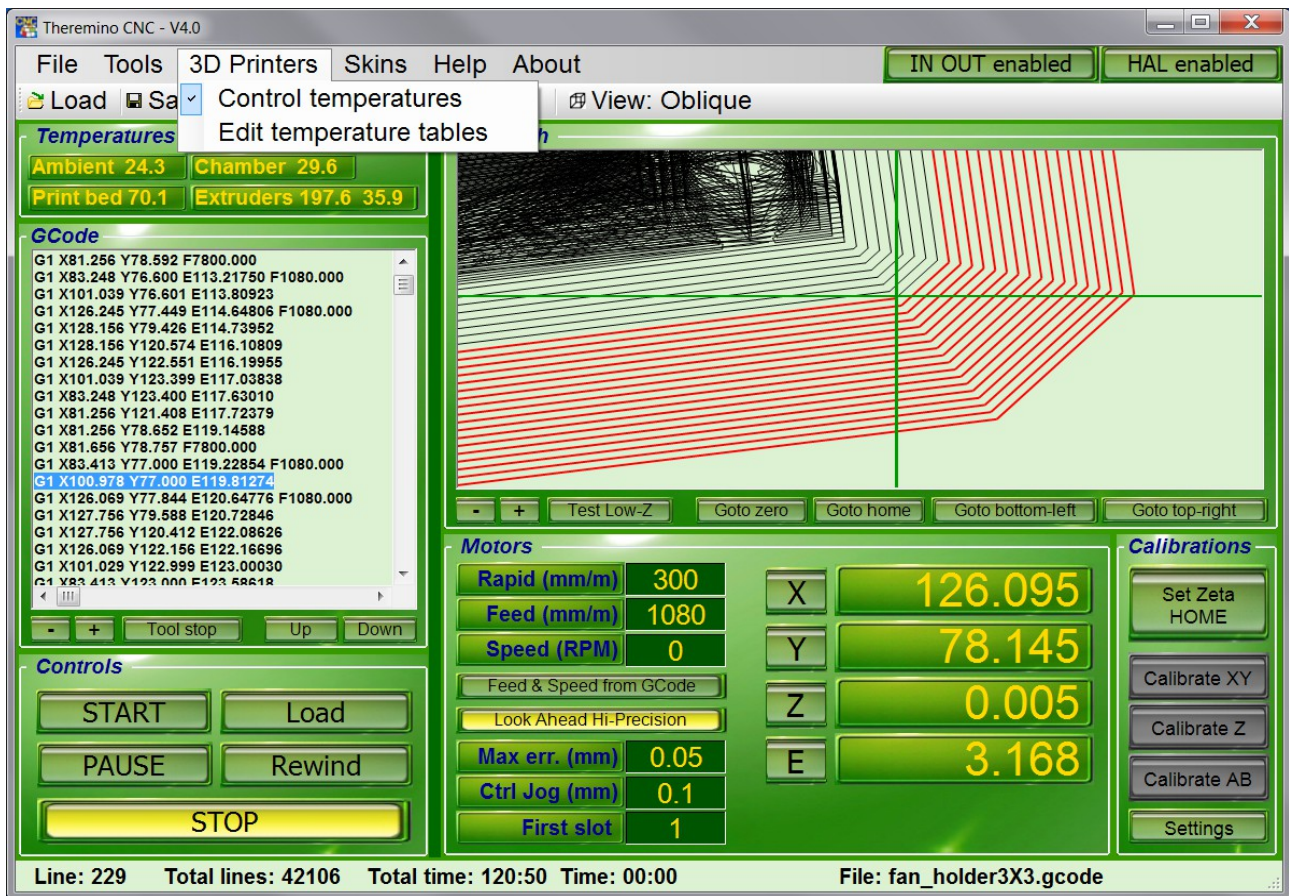 Theremino CNC - V4.0
File Tools 3D Printers Skins Help About
IN OUT enabled HAL enabled
Load Sa View: Oblique
Control temperatures
Edit temperature tables
Temperatures
Ambient 24.3 Chamber 29.6
Print bed 70.1 Extruders 197.6 35.9
GCode
G1 X81.256 Y78.592 F7800.000
G1 X83.248 Y76.600 E113.21750 F1080.000
G1 X101.039 Y76.601 E113.80923
G1 X126.245 Y77.449 E114.64806 F1080.000
G1 X128.156 Y79.426 E114.73952
G1 X128.156 Y120.574 E116.10809
G1 X126.245 Y122.551 E116.19955
G1 X101.039 Y123.399 E117.03838
G1 X83.248 Y123.400 E117.63010
G1 X81.256 Y121.408 E117.72379
G1 X81.256 Y78.652 E119.14588
G1 X81.656 Y78.757 F7800.000
G1 X83.413 Y77.000 E119.22854 F1080.000
G1 X100.978 Y77.000 E119.81274
G1 X126.069 Y77.844 E120.64776 F1080.000
G1 X127.756 Y79.588 E120.72846
G1 X127.756 Y120.412 E122.08626
G1 X126.069 Y122.156 E122.16696
G1 X101.029 Y122.999 E123.00030
G1 X83.413 Y123.000 E123.58618
- + Tool stop Up Down
- + Test Low-Z Goto zero Goto home Goto bottom-left Goto top-right
Controls
START Load
PAUSE Rewind
STOP
Motors
Rapid (mm/m) 300
Feed (mm/m) 1080
Speed (RPM) 0
Feed & Speed from GCode
Look Ahead Hi-Precision
Max err. (mm) 0.05
Ctrl Jog (mm) 0.1
First slot 1
X 126.095
Y 78.145
Z 0.005
E 3.168
Calibrations
Set Zeta
HOME
Calibrate XY
Calibrate Z
Calibrate AB
Settings
Line: 229 Total lines: 42106 Total time: 120:50 Time: 00:00 File: fan_holder3X3.gcode